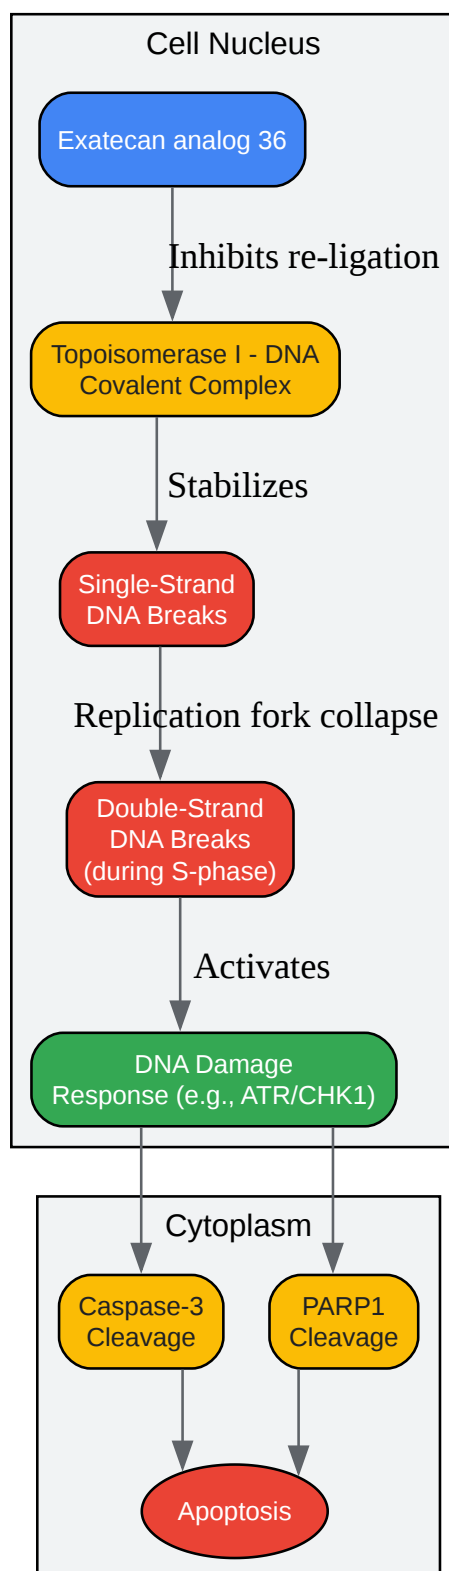 Cell Nucleus
Exatecan analog 36
Inhibits re-ligation
Topoisomerase I - DNA
Covalent Complex
Stabilizes
Single-Strand
DNA Breaks
Replication fork collapse
Double-Strand
DNA Breaks
(during S-phase)
Activates
DNA Damage
Response (e.g., ATR/CHK1)
Cytoplasm
Caspase-3
Cleavage
PARP1
Cleavage
Apoptosis